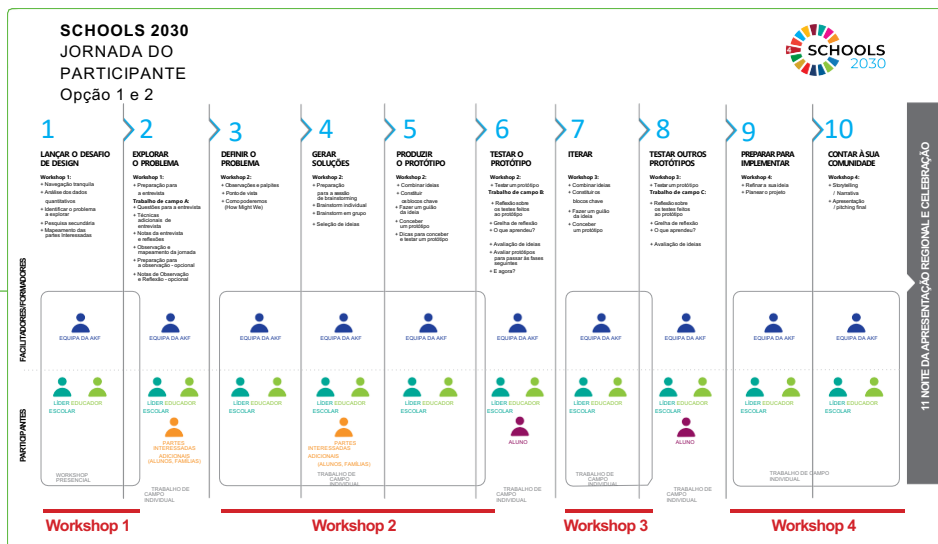 SCHOOLS 2030
JORNADA DO
PARTICIPANTE
Opção 1 e 2
SCHOOLS
2030
1
LANÇAR O DESAFIO
DE DESIGN
Workshop 1:
+ Navegação tranquila
+ Análise dos dados
quantitativos
+ Identificar o problema
a explorar
+ Pesquisa secundária
+ Mapeamento das
partes Interessadas
2
EXPLORAR
O PROBLEMA
Workshop 1:
+ Preparação para
a entrevista
Trabalho de campo A:
+ Questões para a entrevista
+ Técnicas
adicionais de
entrevista
+ Notas da entrevista
e reflexões
+ Observação e
mapeamento da jornada
+ Preparação para
a observação - opcional
+ Notas de Observação
e Reflexão - opcional
3
DEFINIR O
PROBLEMA
Workshop 2:
+ Observações e palpites
+ Ponto de vista
+ Como poderemos
(How Might We)
4
GERAR
SOLUÇÕES
Workshop 2:
+ Preparação
para a sessão
de brainstorming
+ Brainstorm individual
+ Brainstorm em grupo
+ Seleção de ideias
5
PRODUZIR
O PROTÓTIPO
Workshop 2:
+ Combinar ideias
+ Constituir
os blocos chave
+ Fazer um guião
da ideia
+ Conceber
um protótipo
+ Dicas para conceber
e testar um protótipo
6
TESTAR O
PROTÓTIPO
Workshop 2:
+ Testar um protótipo
Trabalho de campo B:
+ Reflexão sobre
os testes feitos
ao protótipo
+ Grelha de reflexão
+ O que aprendeu?
+ Avaliação de ideias
+ Avaliar protótipos
para passar às fases
seguintes
+ E agora?
7
ITERAR
Workshop 3:
+ Combinar ideias
+ Constituir os
blocos chave
+ Fazer um guião
da ideia
+ Conceber
um protótipo
8
TESTAR OUTROS
PROTÓTIPOS
Workshop 3:
+ Testar um protótipo
Trabalho de campo C:
+ Reflexão sobre
os testes feitos
ao protótipo
+ Grelha de reflexão
+ O que aprendeu?
+ Avaliação de ideias
9
PREPARAR PARA
IMPLEMENTAR
Workshop 4:
+ Refinar a sua ideia
+ Planear o projeto
10
CONTAR À SUA
COMUNIDADE
Workshop 4:
+ Storytelling
/ Narrativa
+ Apresentação
/ pitching final
11 NOITE DA APRESENTAÇÃO REGIONAL E CELEBRAÇÃO
FACILITADORES/FORMADORES
EQUIPA DA AKF
EQUIPA DA AKF
EQUIPA DA AKF
EQUIPA DA AKF
EQUIPA DA AKF
EQUIPA DA AKF
EQUIPA DA AKF
EQUIPA DA AKF
EQUIPA DA AKF
EQUIPA DA AKF
PARTICIPANTES
LÍDER EDUCADOR
ESCOLAR
LÍDER EDUCADOR
ESCOLAR
LÍDER EDUCADOR
ESCOLAR
LÍDER EDUCADOR
ESCOLAR
LÍDER EDUCADOR
ESCOLAR
LÍDER EDUCADOR
ESCOLAR
LÍDER EDUCADOR
ESCOLAR
LÍDER EDUCADOR
ESCOLAR
LÍDER EDUCADOR
ESCOLAR
LÍDER EDUCADOR
ESCOLAR
PARTES
INTERESSADAS
ADICIONAIS
(ALUNOS, FAMÍLIAS)
PARTES
INTERESSADAS
ADICIONAIS
(ALUNOS, FAMÍLIAS)
ALUNO
ALUNO
WORKSHOP
PRESENCIAL
TRABALHO DE
CAMPO
INDIVIDUAL
TRABALHO DE
CAMPO
INDIVIDUAL
TRABALHO DE
CAMPO
INDIVIDUAL
TRABALHO DE
CAMPO
INDIVIDUAL
TRABALHO DE
CAMPO
INDIVIDUAL
TRABALHO DE CAMPO
INDIVIDUAL
Workshop 1
Workshop 2
Workshop 3
Workshop 4